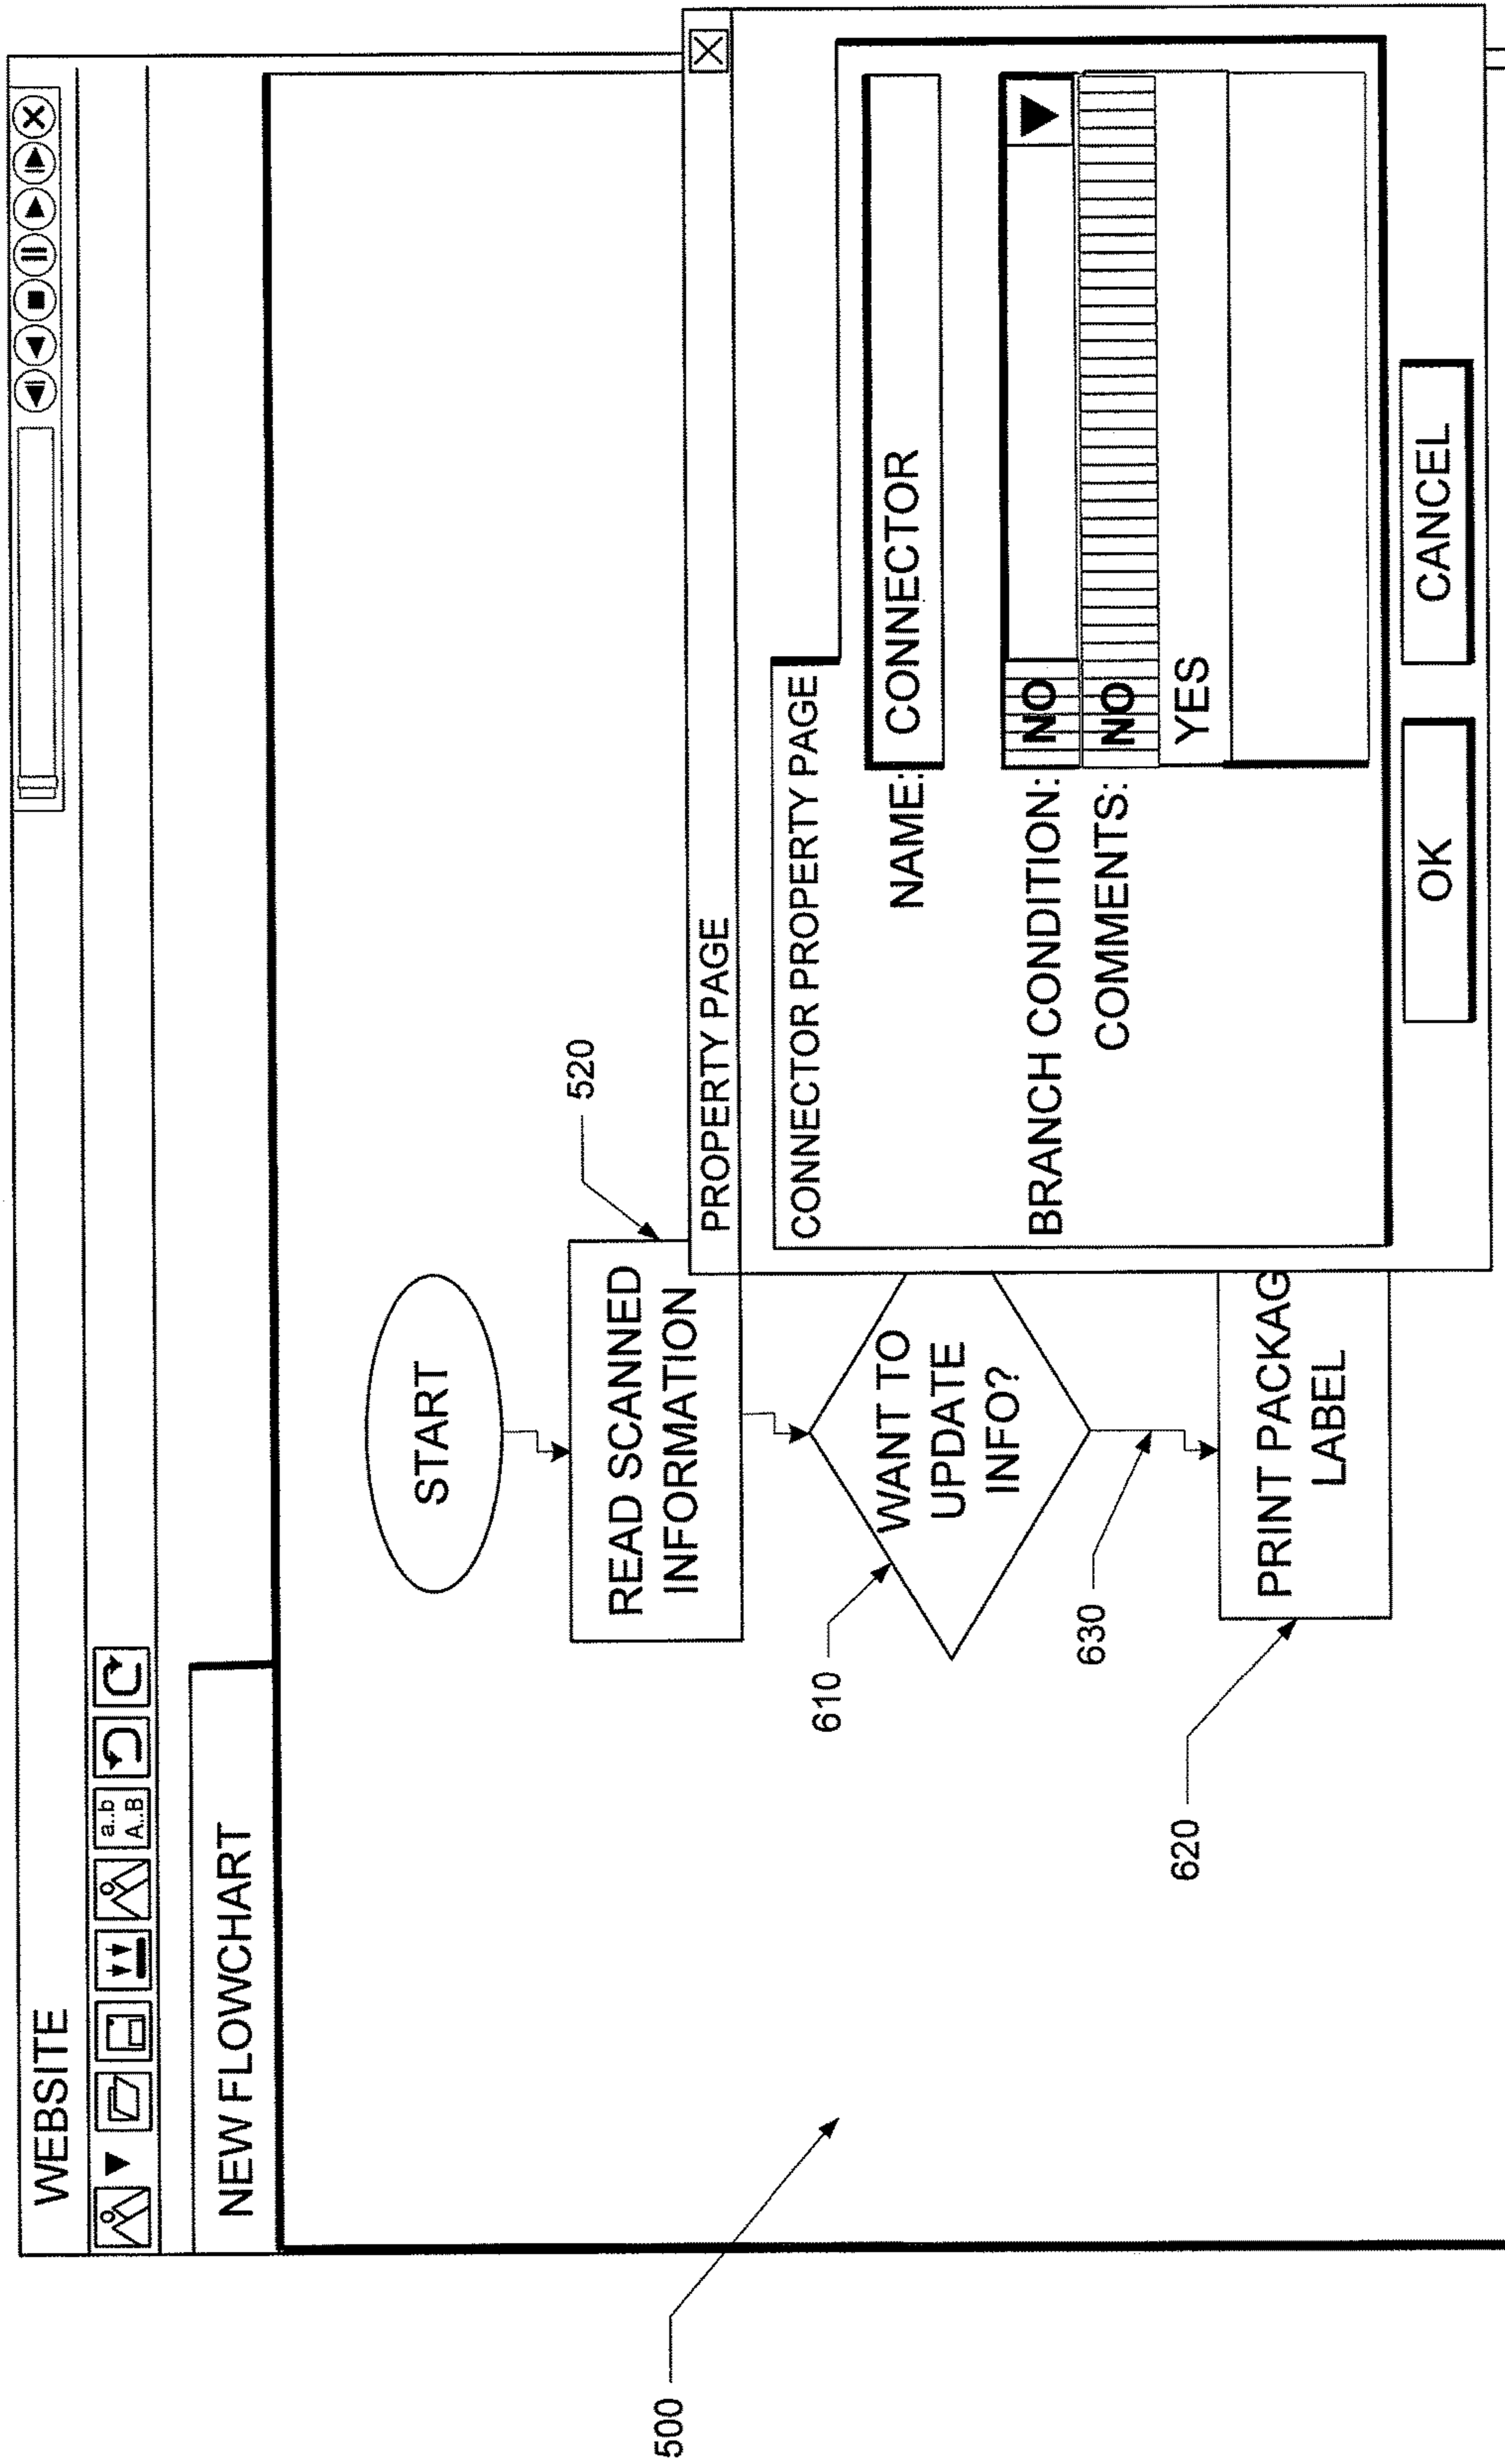 WEBSITE
a..b
A..B
NEW FLOWCHART
START
520
READ SCANNED
INFORMATION
610
WANT TO
UPDATE
INFO?
630
620
PRINT PACKAG
LABEL
500
PROPERTY PAGE
CONNECTOR PROPERTY PAGE
NAME: CONNECTOR
BRANCH CONDITION: NO
COMMENTS: NO
YES
OK
CANCEL